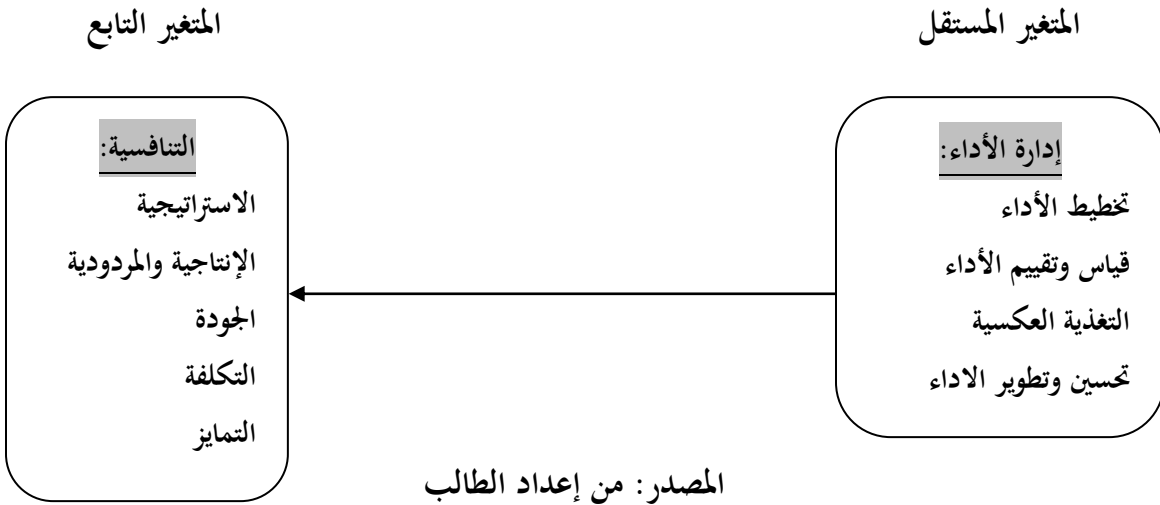 المتغير المستقل
المتغير التابع
إدارة الأداء:
تخطيط الأداء
قياس وتقييم الأداء
التغذية العكسية
تحسين وتطوير الاداء
التنافسية:
الاستراتيجية
الإنتاجية والمردودية
الجودة
التكلفة
التمايز
المصدر: من إعداد الطالب